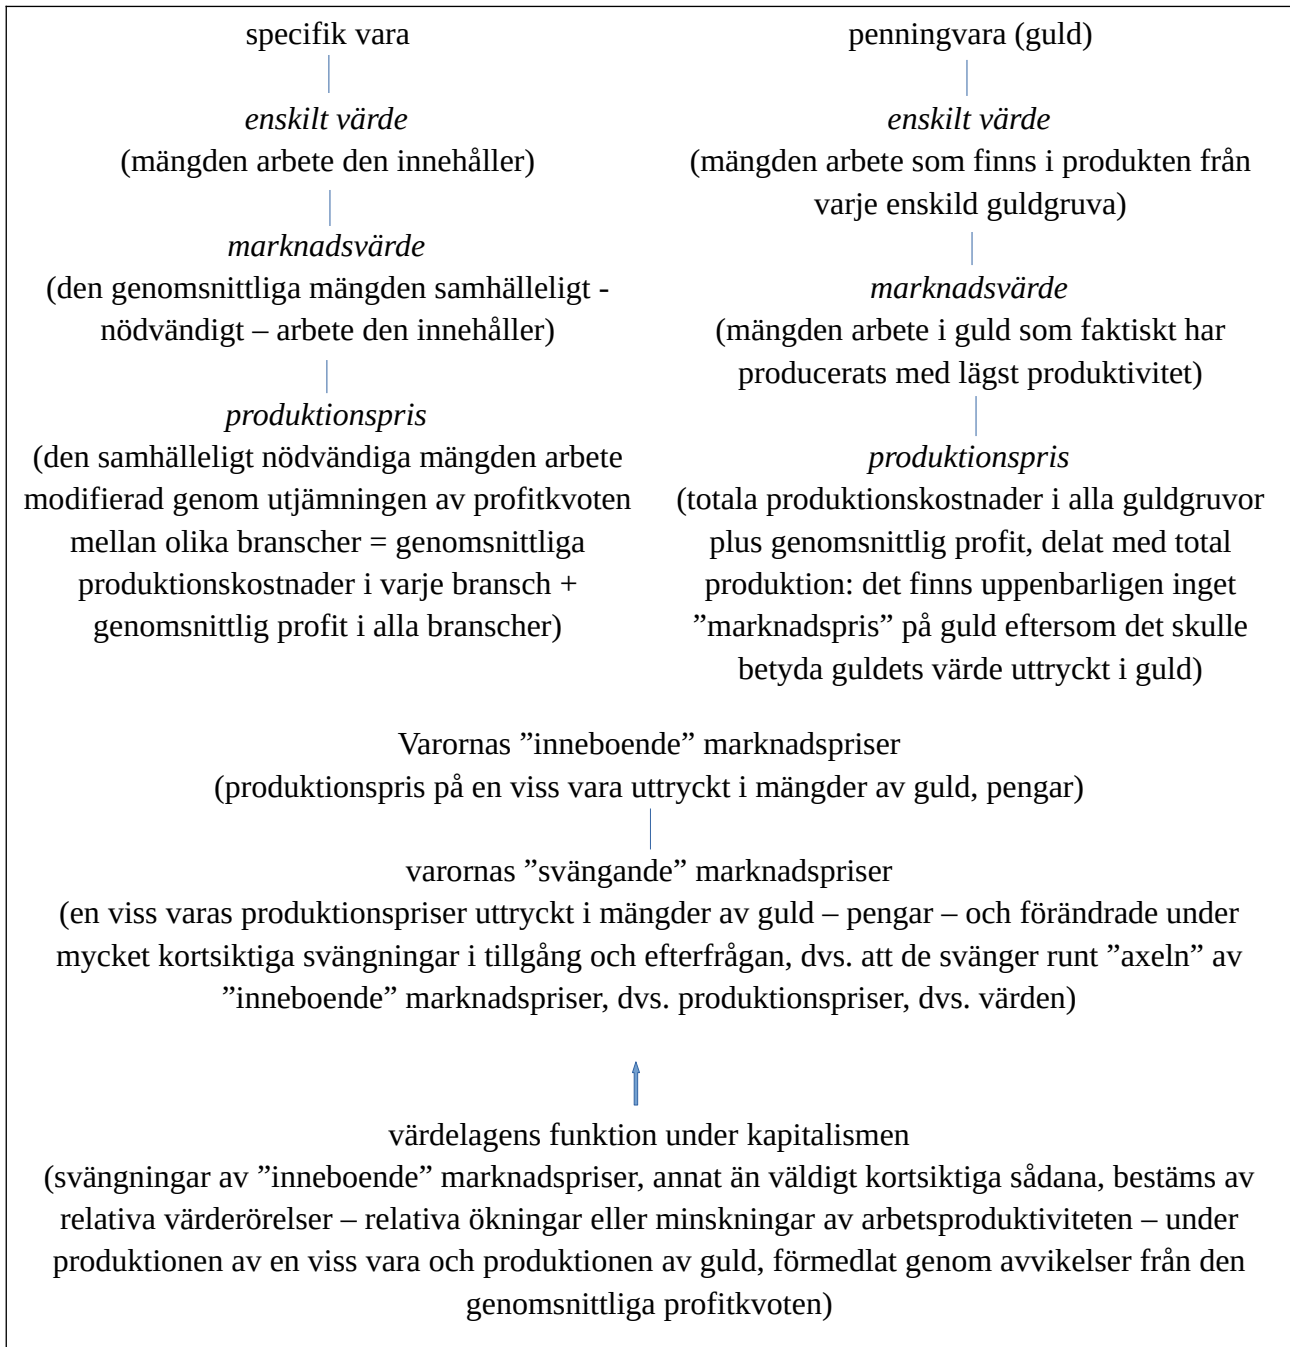 specifik vara
enskilt värde
(mängden arbete den innehåller)
marknadsvärde
(den genomsnittliga mängden samhälleligt -
nödvändigt – arbete den innehåller)
produktionspris
(den samhälleligt nödvändiga mängden arbete
modifierad genom utjämningen av profitkvoten
mellan olika branscher = genomsnittliga
produktionskostnader i varje bransch +
genomsnittlig profit i alla branscher)
penningvara (guld)
enskilt värde
(mängden arbete som finns i produkten från
varje enskild guldgruva)
marknadsvärde
(mängden arbete i guld som faktiskt har
producerats med lägst produktivitet)
produktionspris
(totala produktionskostnader i alla guldgruvor
plus genomsnittlig profit, delat med total
produktion: det finns uppenbarligen inget
”marknadspris” på guld eftersom det skulle
betyda guldets värde uttryckt i guld)
Varornas ”inneboende” marknadspriser
(produktionspris på en viss vara uttryckt i mängder av guld, pengar)
varornas ”svängande” marknadspriser
(en viss varas produktionspriser uttryckt i mängder av guld – pengar – och förändrade under
mycket kortsiktiga svängningar i tillgång och efterfrågan, dvs. att de svänger runt ”axeln” av
”inneboende” marknadspriser, dvs. produktionspriser, dvs. värden)
värdelagens funktion under kapitalismen
(svängningar av ”inneboende” marknadspriser, annat än väldigt kortsiktiga sådana, bestäms av
relativa värderörelser – relativa ökningar eller minskningar av arbetsproduktiviteten – under
produktionen av en viss vara och produktionen av guld, förmedlat genom avvikelser från den
genomsnittliga profitkvoten)